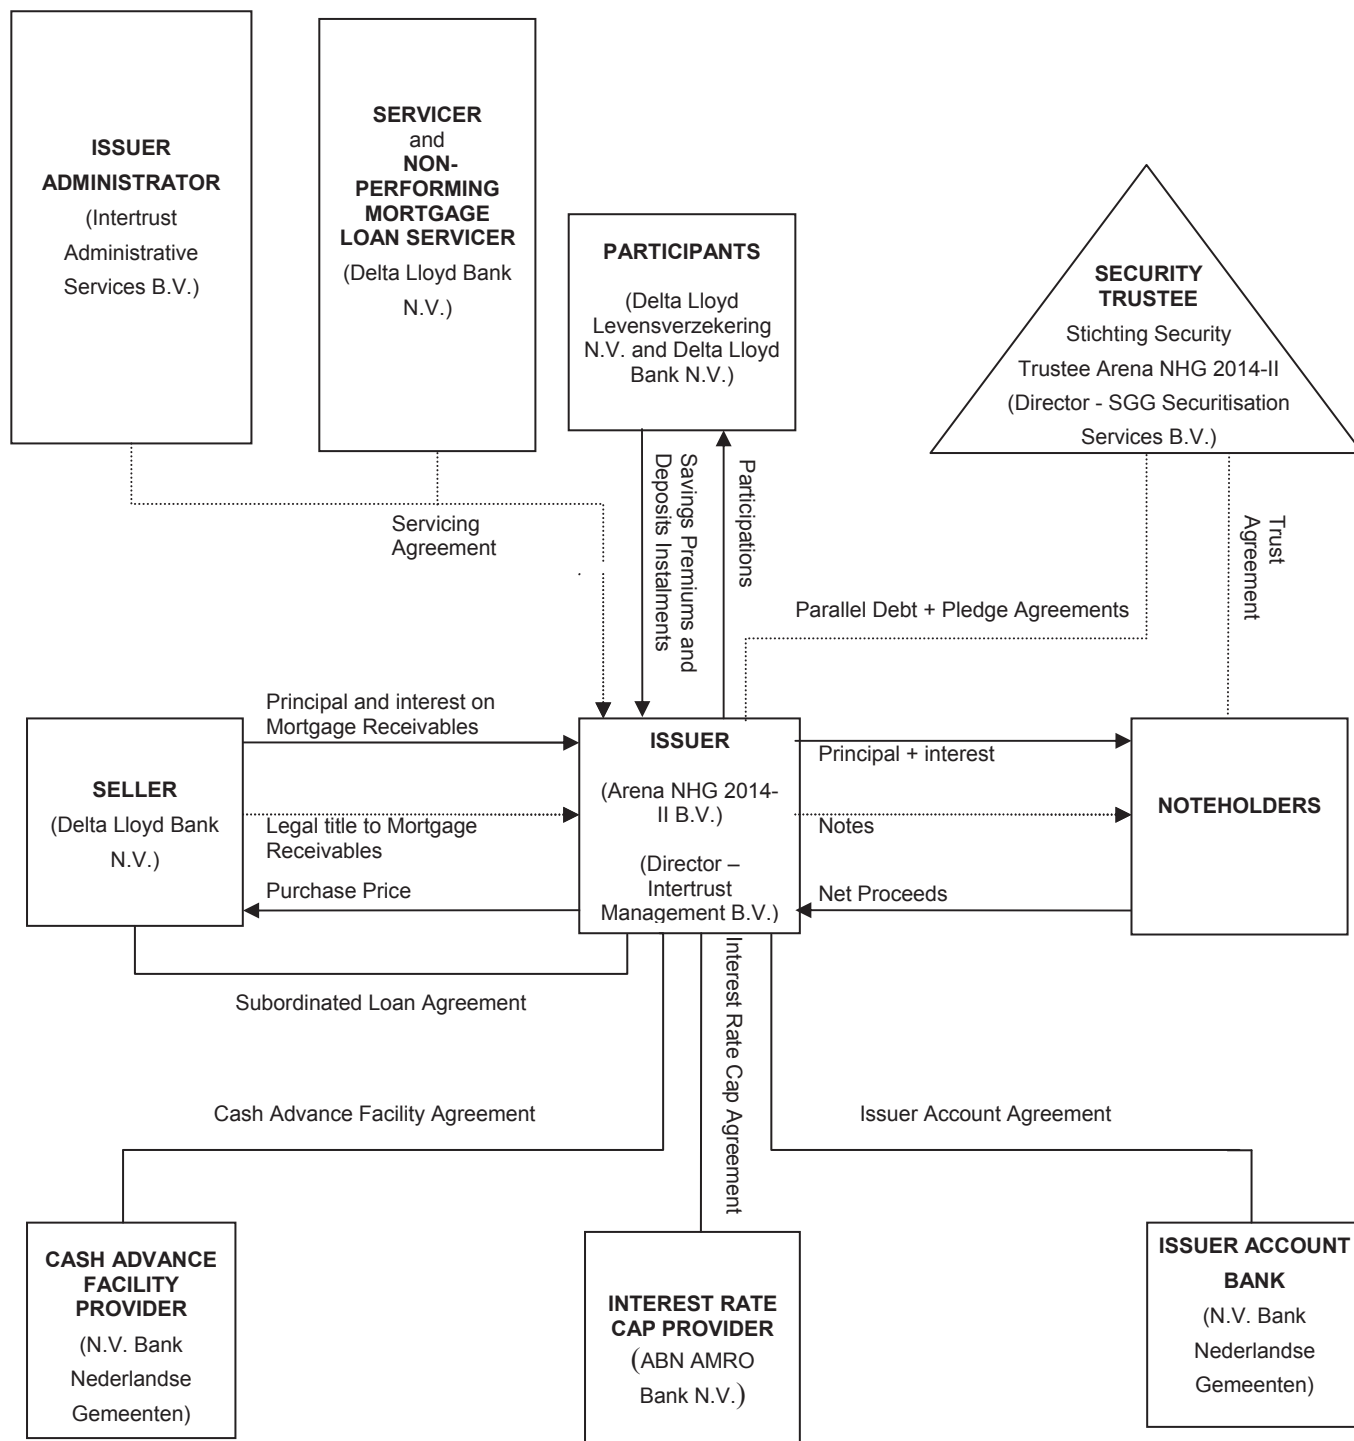 ISSUER
ADMINISTRATOR
(Intertrust
Administrative
Services B.V.)
SERVICER
and
NON-
PERFORMING
MORTGAGE
LOAN SERVICER
(Delta Lloyd Bank
N.V.)
PARTICIPANTS
(Delta Lloyd
Levensverzekering
N.V. and Delta Lloyd
Bank N.V.)
SECURITY
TRUSTEE
Stichting Security
Trustee Arena NHG 2014-II
(Director - SGG Securitisation
Services B.V.)
Servicing
Agreement
Savings Premiums and
Deposits Instalments
Participations
Trust
Agreement
Parallel Debt + Pledge Agreements
Principal and interest on
Mortgage Receivables
SELLER
(Delta Lloyd Bank
N.V.)
Legal title to Mortgage
Receivables
Purchase Price
ISSUER
(Arena NHG 2014-
II B.V.)
(Director –
Intertrust
Management B.V.)
Principal + interest
Notes
Net Proceeds
NOTEHOLDERS
Subordinated Loan Agreement
Cash Advance Facility Agreement
Interest Rate Cap Agreement
Issuer Account Agreement
CASH ADVANCE
FACILITY
PROVIDER
(N.V. Bank
Nederlandse
Gemeenten)
INTEREST RATE
CAP PROVIDER
(ABN AMRO
Bank N.V.)
ISSUER ACCOUNT
BANK
(N.V. Bank
Nederlandse
Gemeenten)